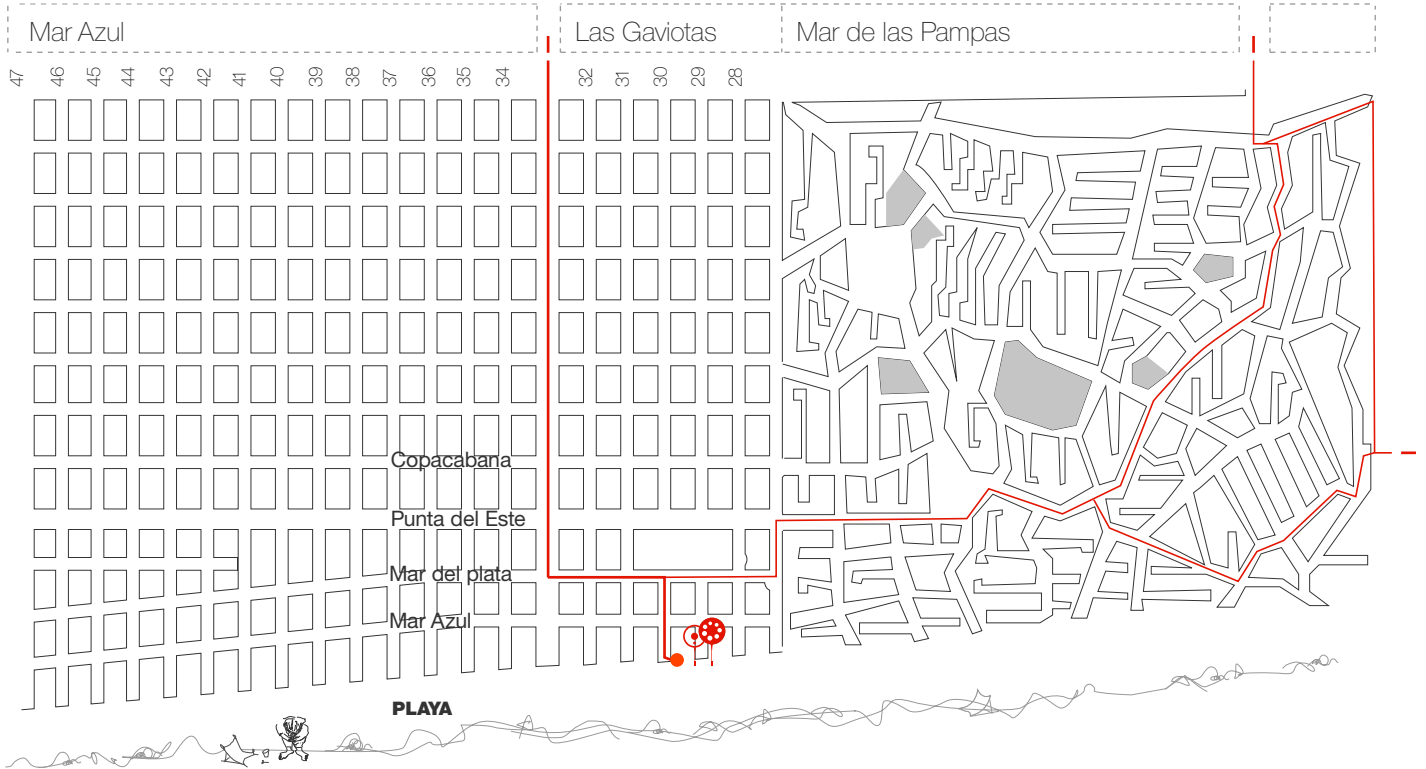 Mar Azul
Las Gaviotas
Mar de las Pampas
47 46 45 44 42 41 40 39 38 37 36 35 34 32 31 30 29 28
Copacabana
Punta del Este
Mar del plata
Mar Azul
PLAYA